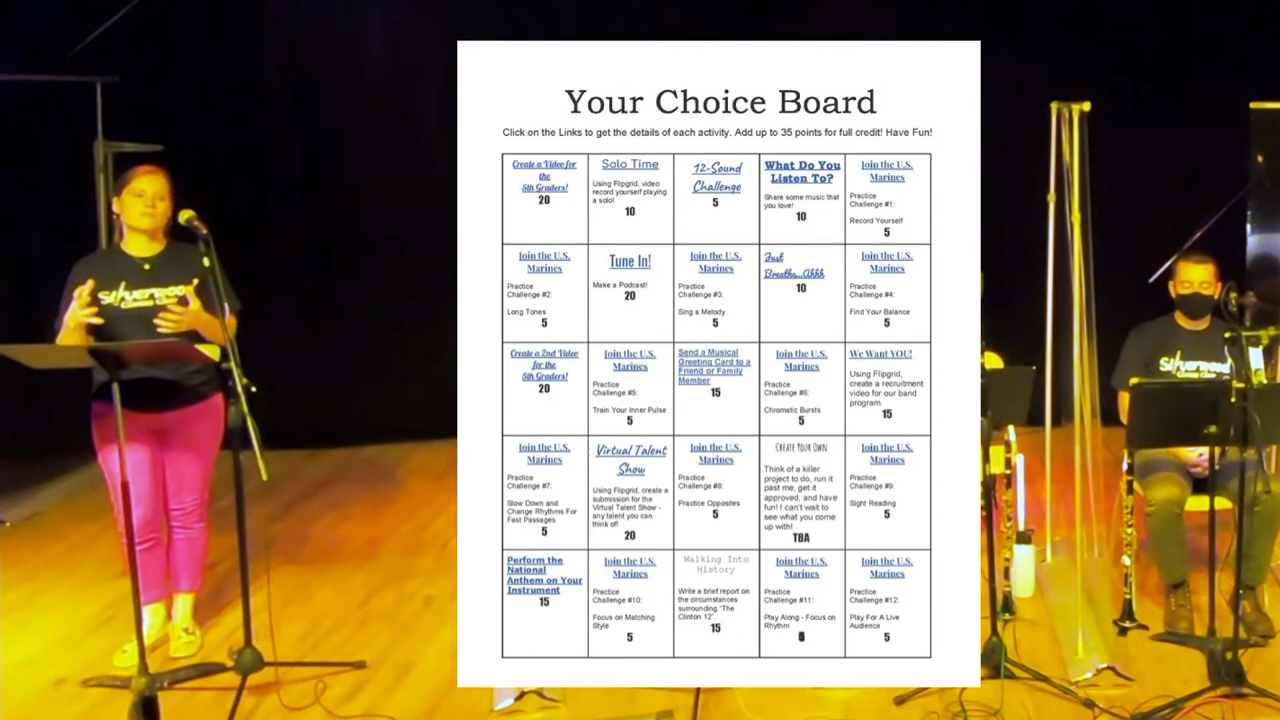 Your Choice Board
Click on the Links to get the details of each activity. Add up to 35 points for full credit! Have Fun!
Create a Video for
the
5th Graders!
20
Solo Time
Using Flipgrid, video
record yourself playing
a solo!
10
12-Sound
Challenge
5
What Do You
Listen To?
Share some music that
you love!
10
Join the U.S.
Marines
Practice
Challenge #1:
Record Yourself
5
Join the U.S.
Marines
Practice
Challenge #2:
Long Tones
5
Tune In!
Make a Podcast!
20
Join the U.S.
Marines
Practice
Challenge #3:
Sing a Melody
5
Just
Breathe...Ahhh
10
Join the U.S.
Marines
Practice
Challenge #4:
Find Your Balance
5
Create a 2nd Video
for the
5th Graders!
20
Join the U.S.
Marines
Practice
Challenge #5:
Train Your Inner Pulse
5
Send a Musical
Greeting Card to a
Friend or Family
Member
15
Join the U.S.
Marines
Practice
Challenge #6:
Chromatic Bursts
5
We Want YOU!
Using Flipgrid,
create a recruitment
video for our band
program.
15
Join the U.S.
Marines
Practice
Challenge #7:
Slow Down and
Change Rhythms For
Fast Passages
5
Virtual Talent
Show
Using Flipgrid, create a
submission for the
Virtual Talent Show -
any talent you can
think of!
20
Join the U.S.
Marines
Practice
Challenge #8:
Practice Opposites
5
Create Your Own
Think of a killer
project to do, run it
past me, get it
approved, and have
fun! I can't wait to
see what you come
up with!
TBA
Join the U.S.
Marines
Practice
Challenge #9:
Sight Reading
5
Perform the
National
Anthem on Your
Instrument
15
Join the U.S.
Marines
Practice
Challenge #10:
Focus on Matching
Style
5
Walking Into
History
Write a brief report on
the circumstances
surrounding "The
Clinton 12".
15
Join the U.S.
Marines
Practice
Challenge #11:
Play Along - Focus on
Rhythm
5
Join the U.S.
Marines
Practice
Challenge #12:
Play For A Live
Audience
5
Silverwood
Clarinet Choir
Silverwood
Clarinet Choir